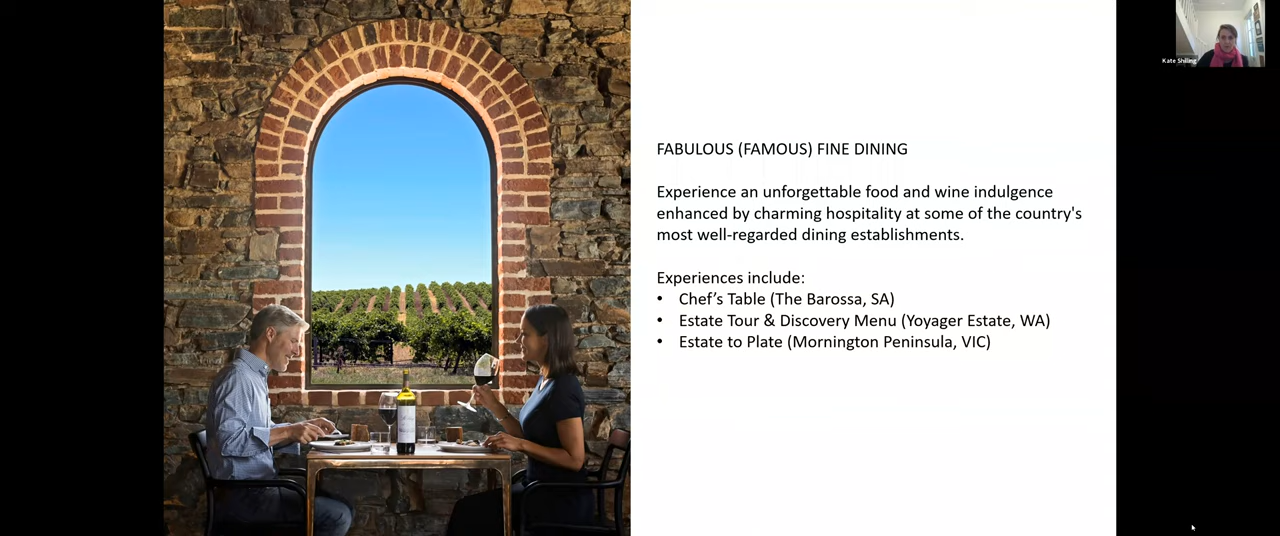 Kate Shilling
FABULOUS (FAMOUS) FINE DINING
Experience an unforgettable food and wine indulgence
enhanced by charming hospitality at some of the country's
most well-regarded dining establishments.
Experiences include:
• Chef’s Table (The Barossa, SA)
• Estate Tour & Discovery Menu (Voyager Estate, WA)
• Estate to Plate (Mornington Peninsula, VIC)